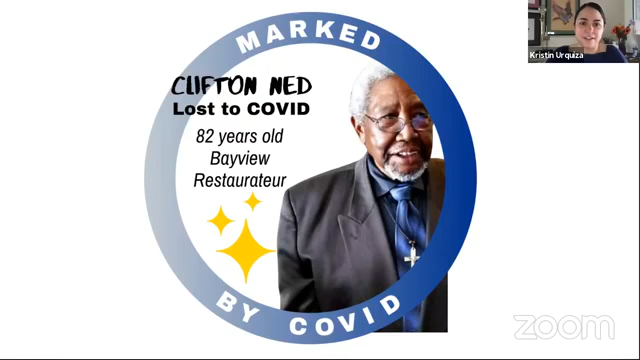 MARKED
CLIFTON NED
Lost to COVID
82 years old
Bayview
Restaurateur
BY COVID
Kristin Urquiza
zoom